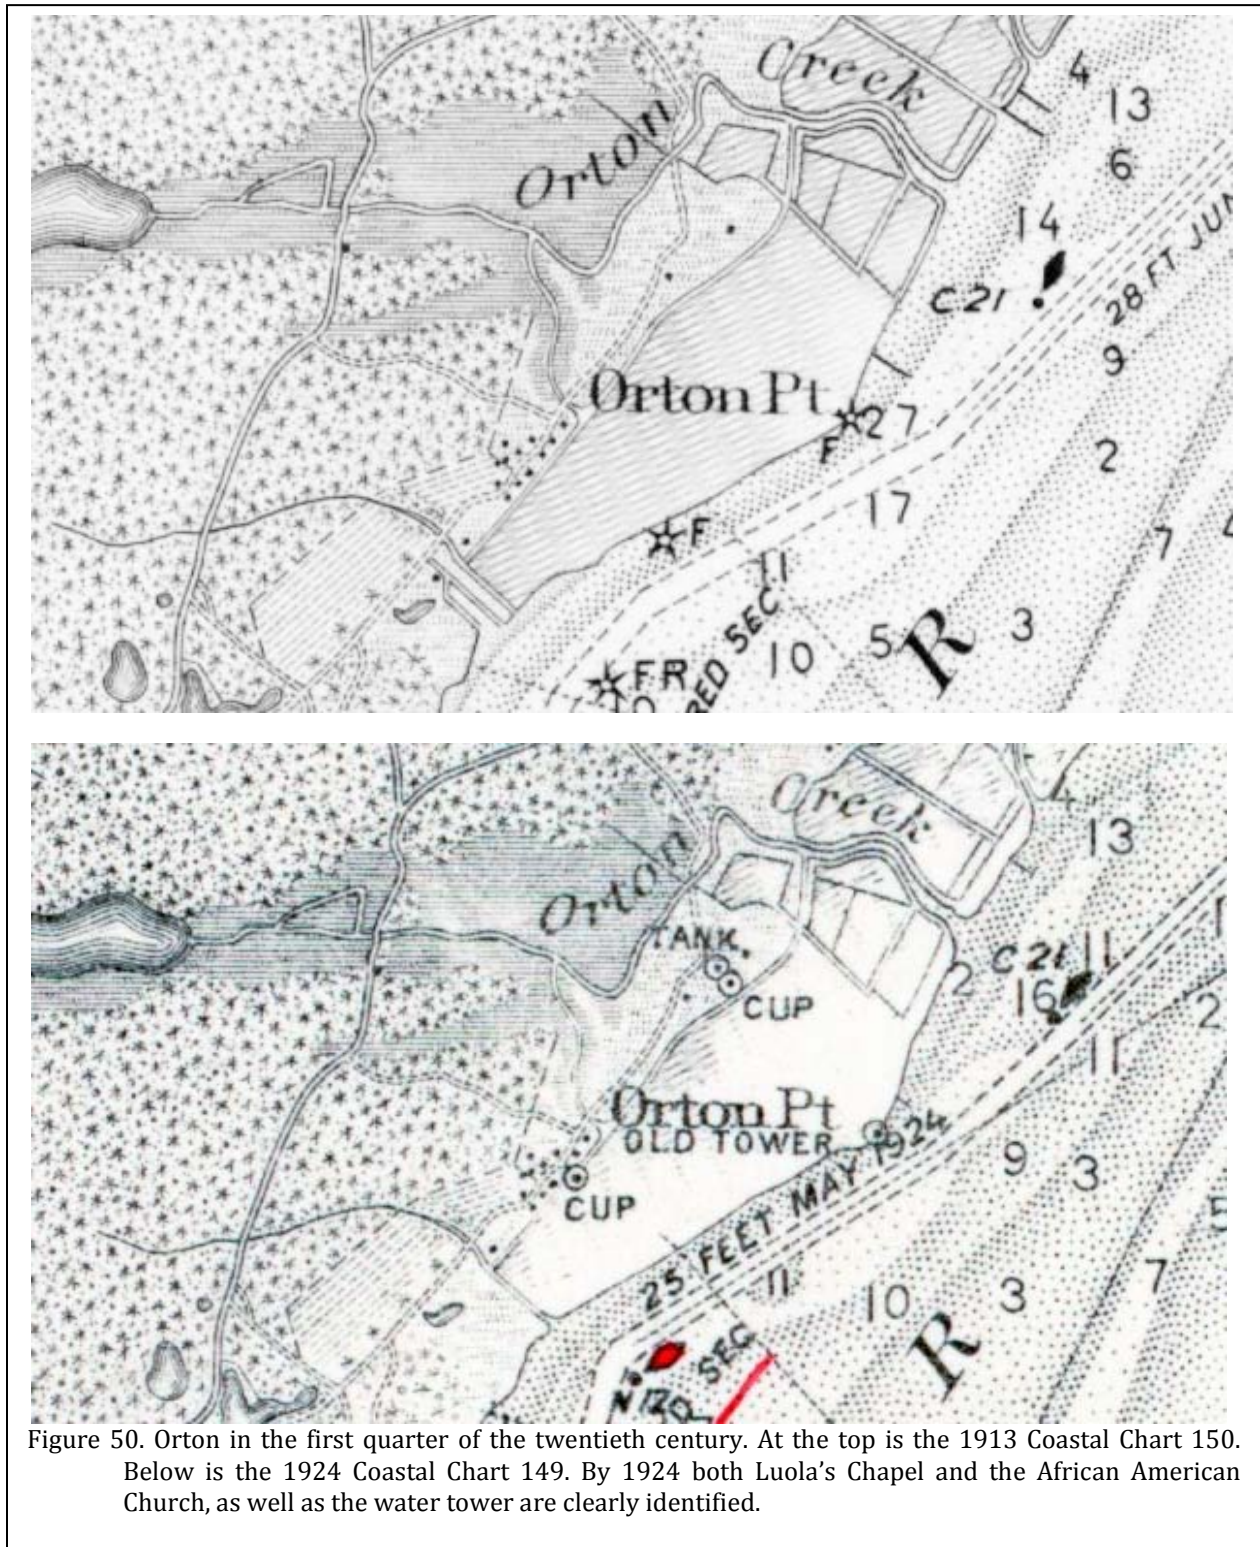 Creek
Orton
4
13
6
14
C 21
28 FT JUN
9
Orton Pt
27
F
2
17
F
7
11
RED SEC
10
5
R
3
FR
Creek
4
13
Orton
TANK
C 21
11
2
16
CUP
2
11
Orton Pt
OLD TOWER
9
3
CUP
25 FEET MAY 1924
5
11
7
10
3
R
SEC
Figure 50. Orton in the first quarter of the twentieth century. At the top is the 1913 Coastal Chart 150.
Below is the 1924 Coastal Chart 149. By 1924 both Luola’s Chapel and the African American
Church, as well as the water tower are clearly identified.